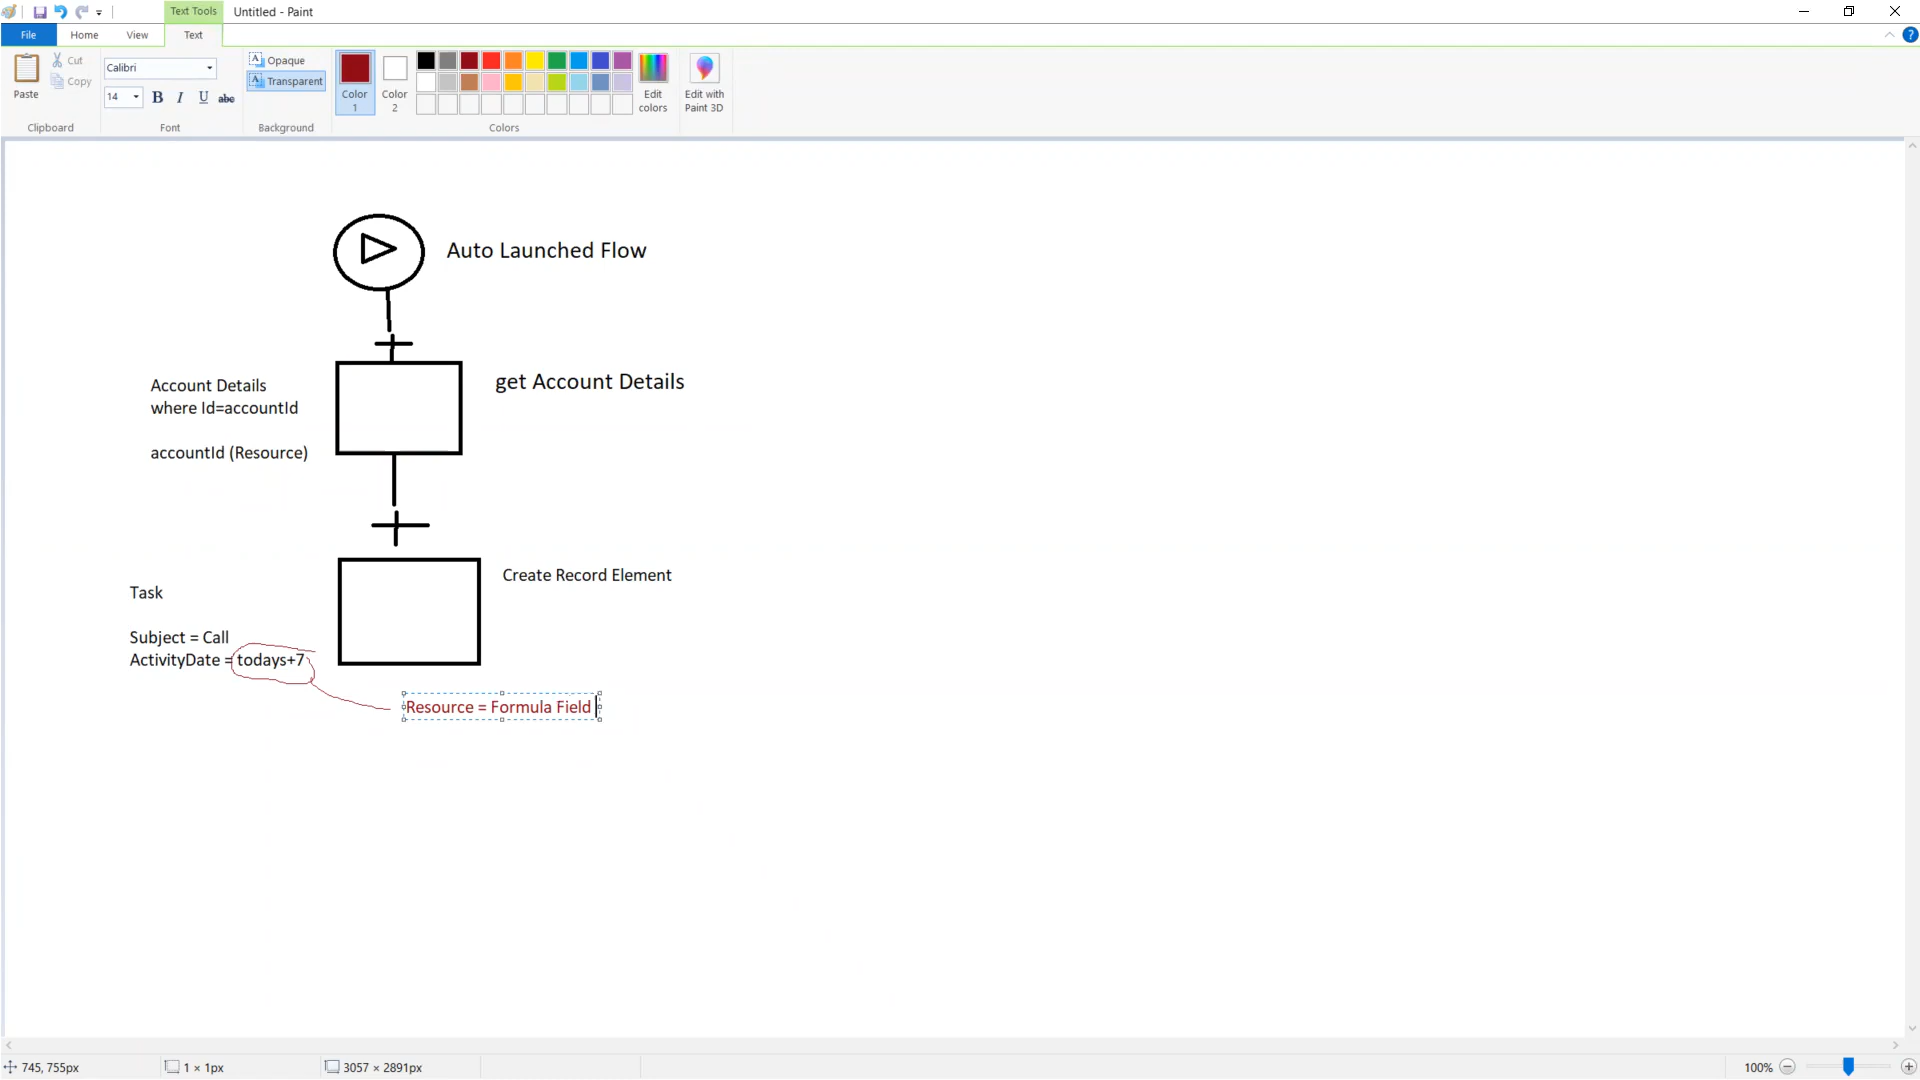 Text Tools
Untitled - Paint
File
Home
View
Text
?
Paste
Cut
Copy
Clipboard
Calibri
14
B I U abc
Font
A Opaque
A Transparent
Background
Color
1
Color
2
Edit
colors
Colors
Edit with
Paint 3D
Auto Launched Flow
get Account Details
Account Details
where Id=accountId
accountId (Resource)
Create Record Element
Task
Subject = Call
ActivityDate = todays+7
Resource = Formula Field
745, 755px
1 × 1px
3057 × 2891px
100%